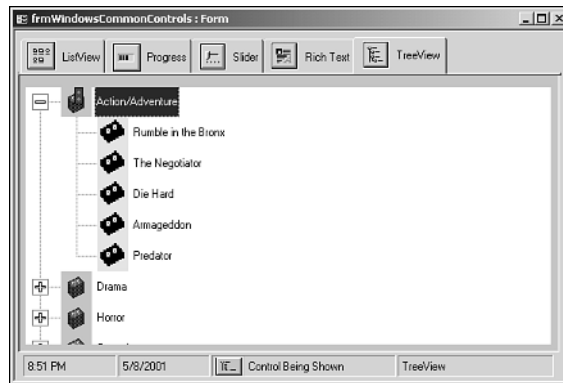 frmWindowsCommonControls : Form
ListView Progress Slider Rich Text TreeView
Action/Adventure
Rumble in the Bronx
The Negotiator
Die Hard
Armageddon
Predator
Drama
Horror
8:51 PM 5/8/2001 Control Being Shown TreeView